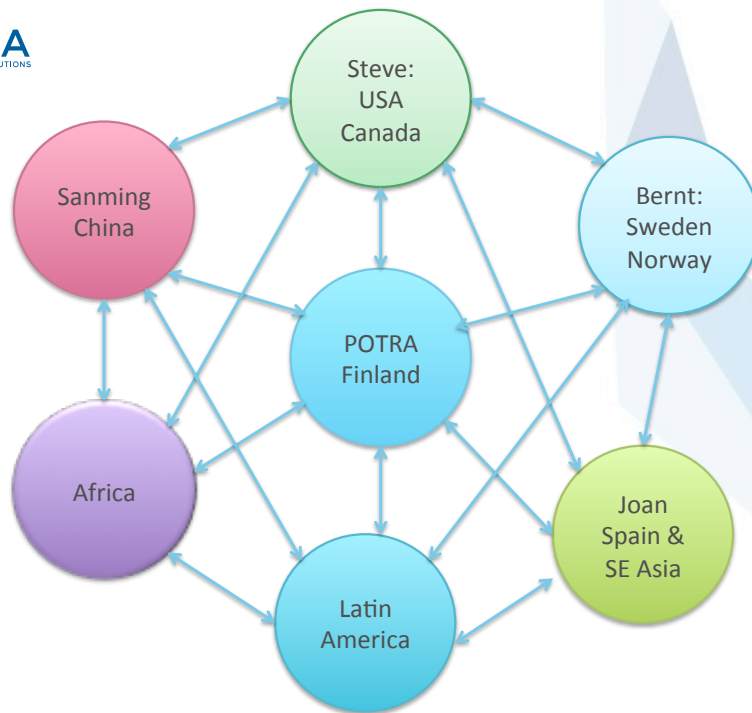 A
UTIONS
Steve:
USA
Canada
Sanming
China
Bernt:
Sweden
Norway
POTRA
Finland
Africa
Joan
Spain &
SE Asia
Latin
America